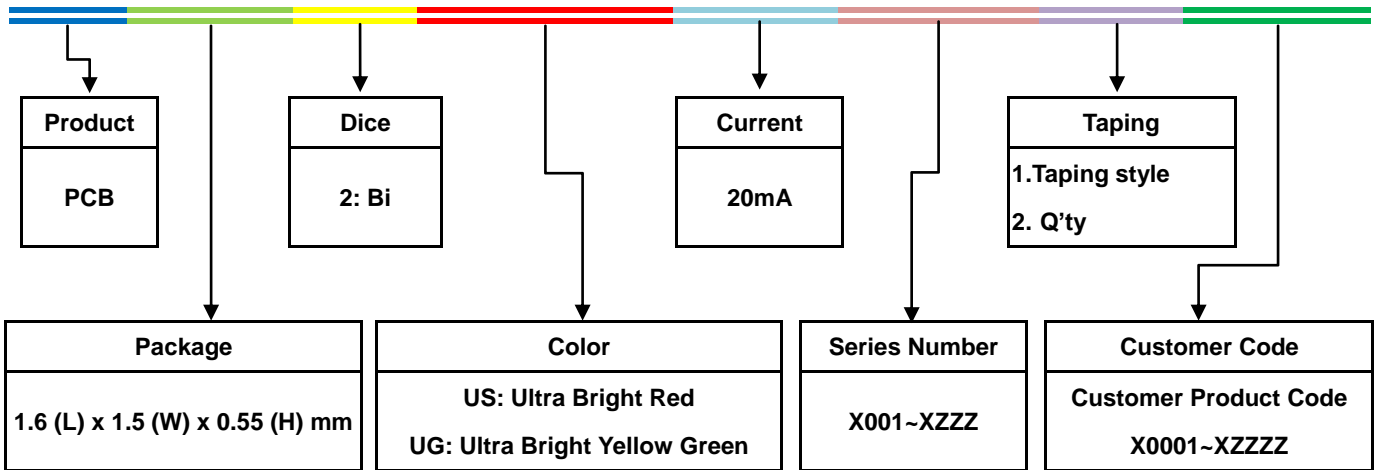 Product
PCB
Dice
2: Bi
Current
20mA
Taping
1.Taping style
2. Q’ty
Package
1.6 (L) x 1.5 (W) x 0.55 (H) mm
Color
US: Ultra Bright Red
UG: Ultra Bright Yellow Green
Series Number
X001~XZZZ
Customer Code
Customer Product Code
X0001~XZZZZ